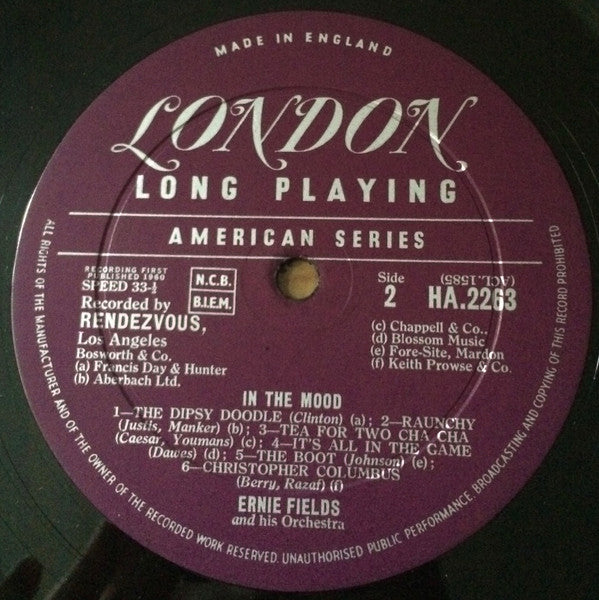 MADE IN ENGLAND
LONDON
LONG PLAYING
AMERICAN SERIES
RECORDING FIRST
PUBLISHED 1960
SPEED 33-⅓
N.C.B.
B.I.E.M.
Recorded by
RENDEZVOUS,
Los Angeles
Bosworth & Co.
(a) Francis Day & Hunter
(b) Aberbach Ltd.
Side
2
(ACL.1585)
HA.2263
(c) Chappell & Co.,
(d) Blossom Music
(e) Fore-Site, Mardon
(f) Keith Prowse & Co.
IN THE MOOD
1—THE DIPSY DOODLE (Clinton) (a); 2—RAUNCHY
(Justis, Manker) (b); 3—TEA FOR TWO CHA CHA
(Caesar, Youmans) (c); 4—IT'S ALL IN THE GAME
(Dawes) (d); 5—THE BOOT (Johnson) (e);
6—CHRISTOPHER COLUMBUS
(Berry, Razaf) (f)
ERNIE FIELDS
and his Orchestra
ALL RIGHTS OF THE MANUFACTURER AND OF THE OWNER OF THE RECORDED WORK RESERVED. UNAUTHORISED PUBLIC PERFORMANCE, BROADCASTING AND COPYING OF THIS RECORD PROHIBITED